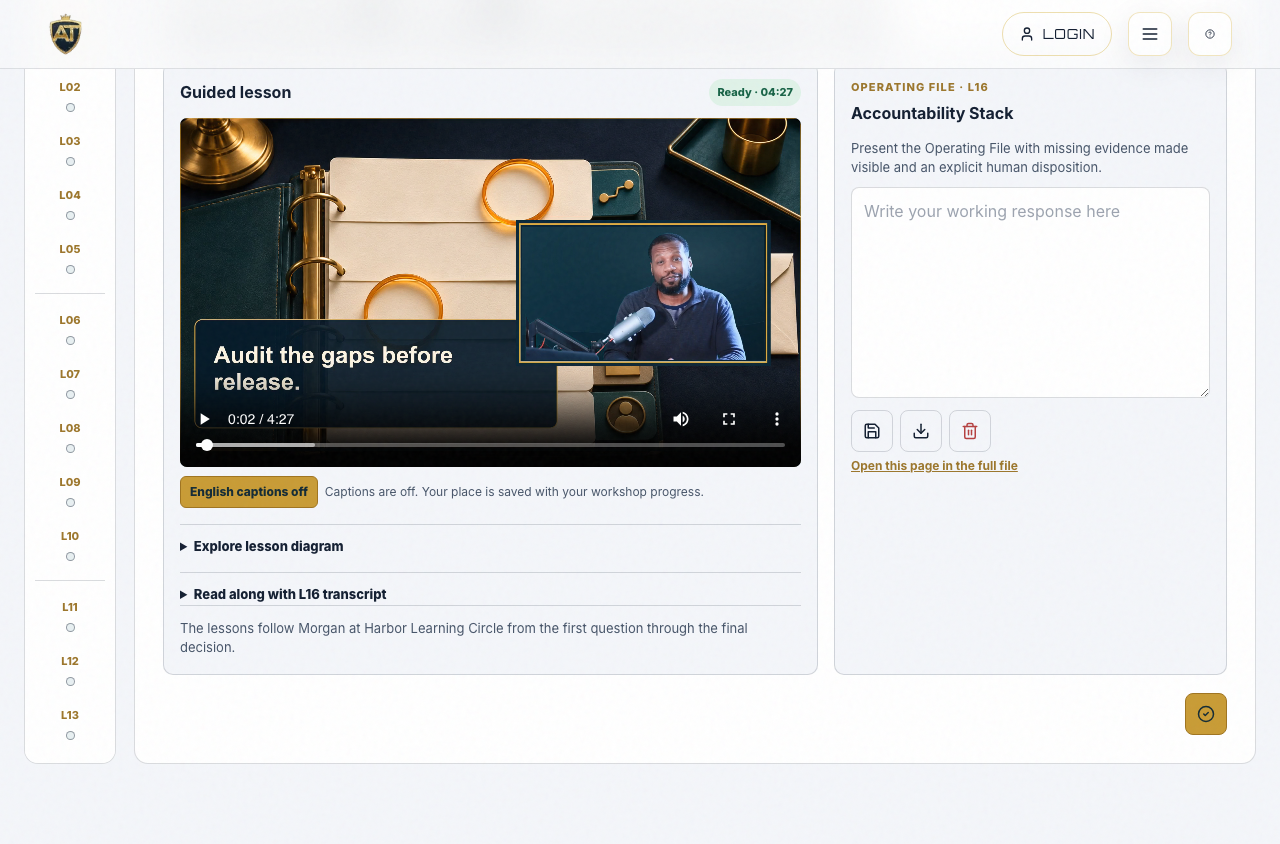 AT
LOGIN
L02
L03
L04
L05
L06
L07
L08
L09
L10
L11
L12
L13
Guided lesson
Ready · 04:27
Audit the gaps before
release.
0:02 / 4:27
English captions off
Captions are off. Your place is saved with your workshop progress.
Explore lesson diagram
Read along with L16 transcript
The lessons follow Morgan at Harbor Learning Circle from the first question through the final
decision.
OPERATING FILE · L16
Accountability Stack
Present the Operating File with missing evidence made
visible and an explicit human disposition.
Write your working response here
Open this page in the full file